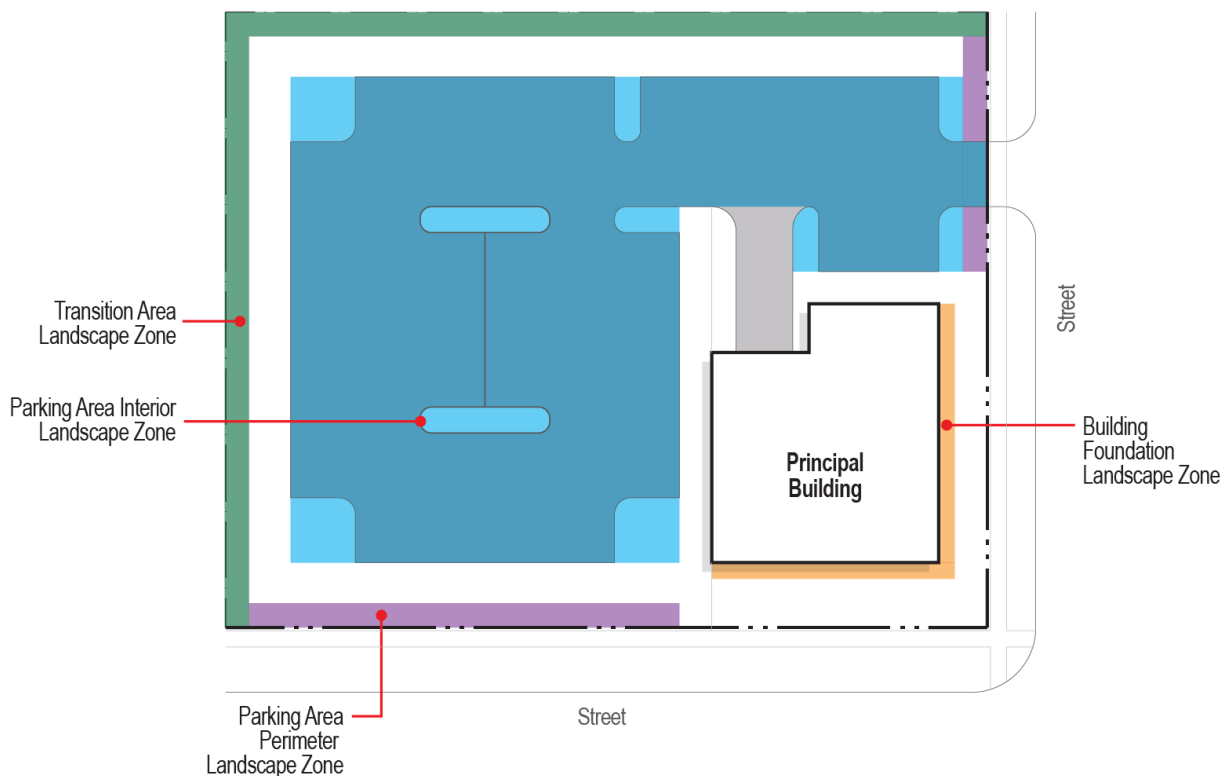 Transition Area
Landscape Zone
Parking Area Interior
Landscape Zone
Principal
Building
Building
Foundation
Landscape Zone
Street
Street
Parking Area
Perimeter
Landscape Zone